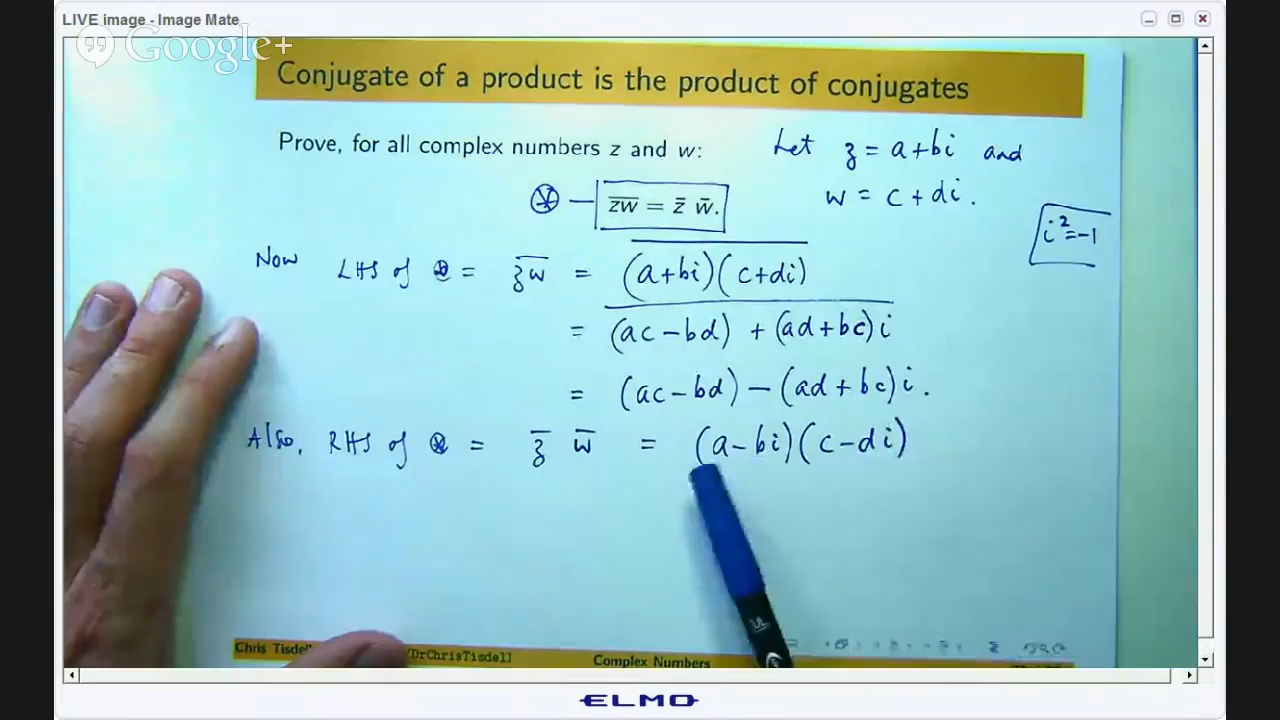 LIVE image - Image Mate
Google+
Conjugate of a product is the product of conjugates
Prove, for all complex numbers z and w:
Let z = a+bi and
w = c + di.
⊛ — z̅w̅ = z̄ w̄.
i² = -1
Now LHS of ⊛ = z̅w̅ = (a+bi)(c+di)
= (ac - bd) + (ad+bc)i
= (ac - bd) - (ad + bc)i.
Also, RHS of ⊛ = z̄ w̄ = (a - bi)(c - di)
Chris Tisdell /DrChrisTisdell Complex Numbers
ELMO